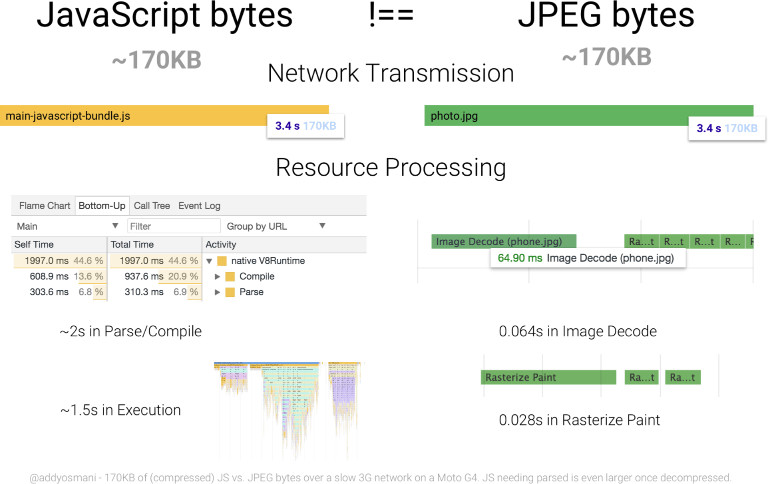 JavaScript bytes !== JPEG bytes
~170KB ~170KB
Network Transmission
main-javascript-bundle.js photo.jpg
3.4 s 170KB 3.4 s 170KB
Resource Processing
Flame Chart Bottom-Up Call Tree Event Log
Main ▼ Filter Group by URL ▼
Self Time Total Time Activity
1997.0 ms 44.6 % 1997.0 ms 44.6 % ▼ native V8Runtime
608.9 ms 13.6 % 937.6 ms 20.9 % ▶ Compile
303.6 ms 6.8 % 310.3 ms 6.9 % ▶ Parse
Image Decode (phone.jpg) Ra...t R...t R...t R... F
64.90 ms Image Decode (phone.jpg)
~2s in Parse/Compile 0.064s in Image Decode
Rasterize Paint Ra...t Ra...t
~1.5s in Execution 0.028s in Rasterize Paint
@addyosmani - 170KB of (compressed) JS vs. JPEG bytes over a slow 3G network on a Moto G4. JS needing parsed is even larger once decompressed.